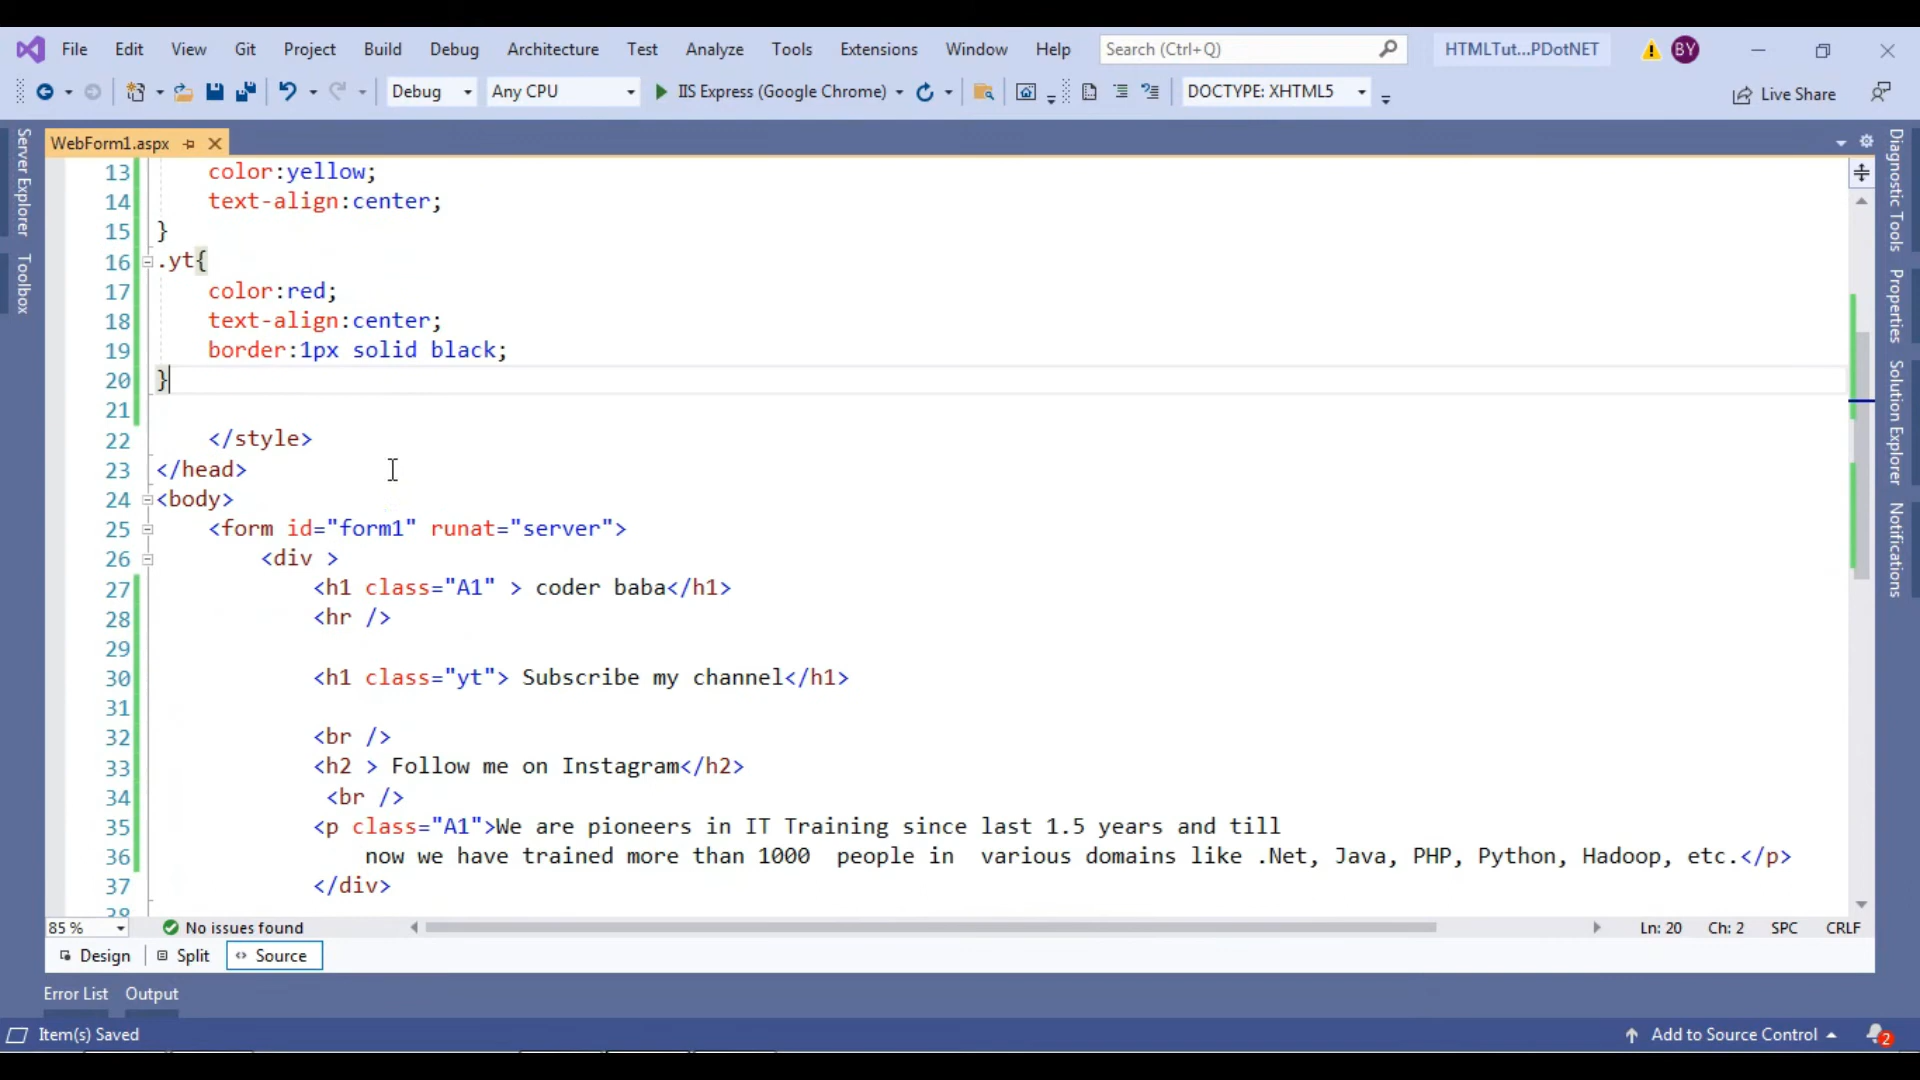 File Edit View Git Project Build Debug Architecture Test Analyze Tools Extensions Window Help Search (Ctrl+Q) HTMLTut...PDotNET BY
Debug Any CPU IIS Express (Google Chrome) DOCTYPE: XHTML5 Live Share
WebForm1.aspx
Server Explorer
Toolbox
13 color:yellow;
14 text-align:center;
15 }
16 .yt{
17 color:red;
18 text-align:center;
19 border:1px solid black;
20 }
21
22 </style>
23 </head>
24 <body>
25 <form id="form1" runat="server">
26 <div >
27 <h1 class="A1" > coder baba</h1>
28 <hr />
29
30 <h1 class="yt"> Subscribe my channel</h1>
31
32 <br />
33 <h2 > Follow me on Instagram</h2>
34 <br />
35 <p class="A1">We are pioneers in IT Training since last 1.5 years and till
36 now we have trained more than 1000  people in  various domains like .Net, Java, PHP, Python, Hadoop, etc.</p>
37 </div>
38
Diagnostic Tools
Properties
Solution Explorer
Notifications
85 % No issues found Ln: 20 Ch: 2 SPC CRLF
Design Split Source
Error List Output
Item(s) Saved Add to Source Control 2